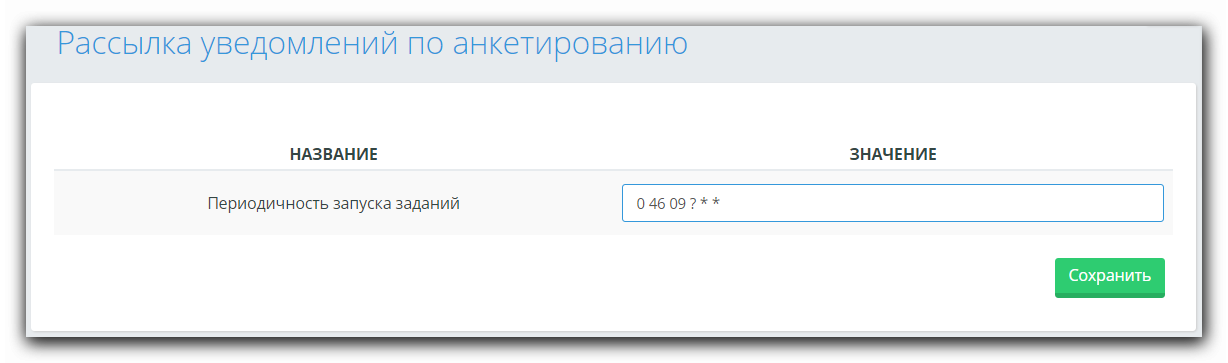 Рассылка уведомлений по анкетированию
НАЗВАНИЕ ЗНАЧЕНИЕ
Периодичность запуска заданий 0 46 09 ? * *
Сохранить